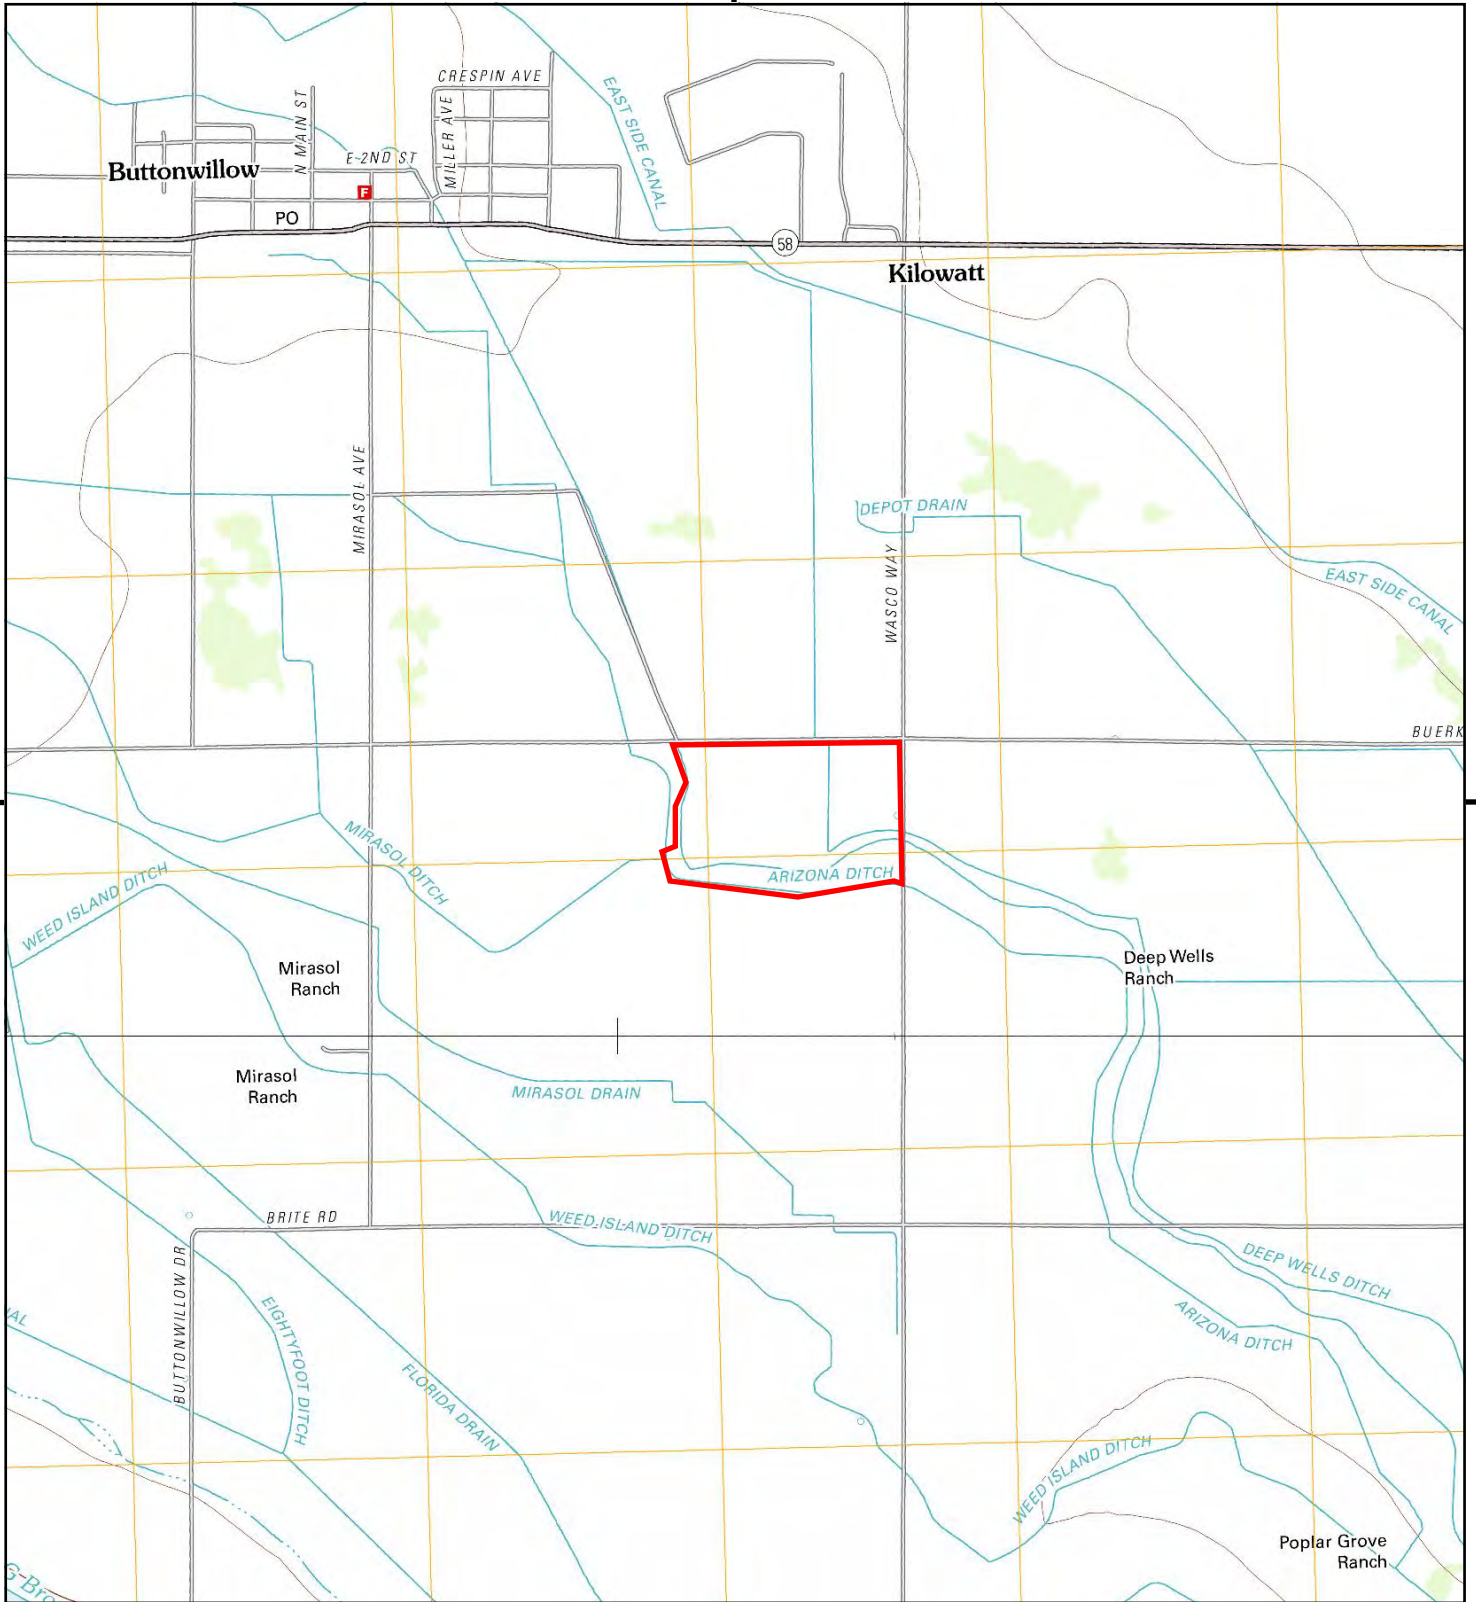 CRESPIN AVE
N MAIN ST
MILLER AVE
EAST SIDE CANAL
E 2ND ST
Buttonwillow
F
PO
58
Kilowatt
MIRASOL AVE
DEPOT DRAIN
WASCO WAY
EAST SIDE CANAL
BUERK
MIRASOL DITCH
ARIZONA DITCH
WEED ISLAND DITCH
Mirasol
Ranch
Deep Wells
Ranch
Mirasol
Ranch
MIRASOL DRAIN
BRITE RD
WEED ISLAND DITCH
BUTTONWILLOW DR
DEEP WELLS DITCH
ARIZONA DITCH
EIGHTYFOOT DITCH
FLORIDA DRAIN
WEED ISLAND DITCH
Poplar Grove
Ranch